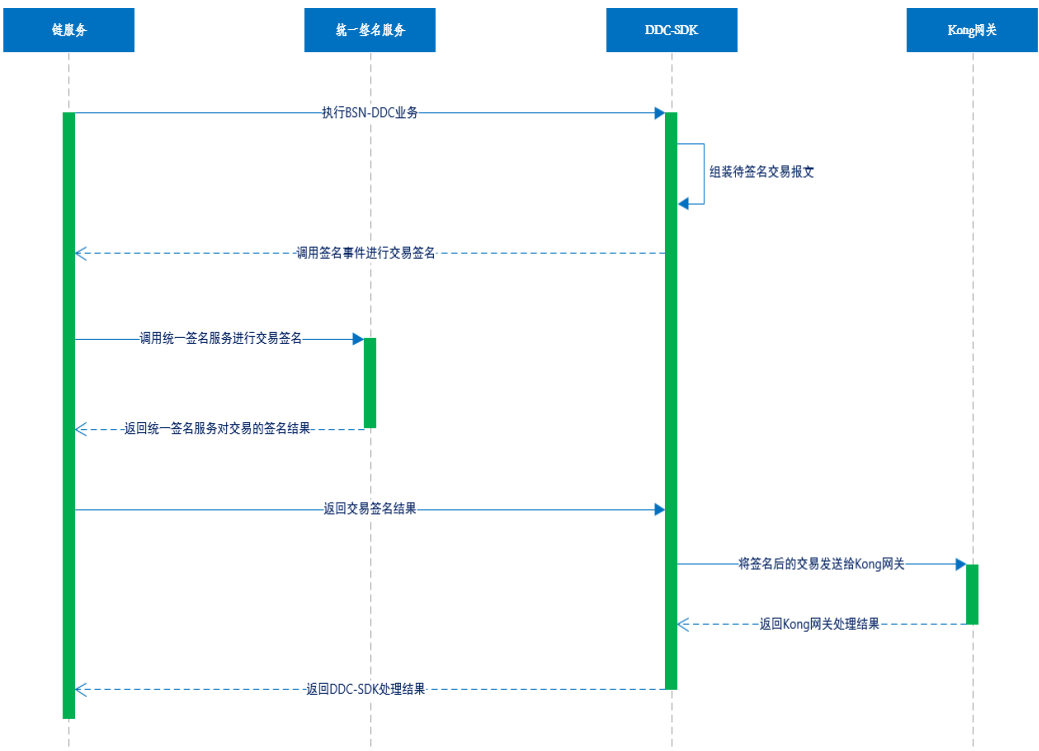 链服务
统一签名服务
DDC-SDK
Kong网关
执行BSN-DDC业务
组装待签名交易报文
调用签名事件进行交易签名
调用统一签名服务进行交易签名
返回统一签名服务对交易的签名结果
返回交易签名结果
将签名后的交易发送给Kong网关
返回Kong网关处理结果
返回DDC-SDK处理结果